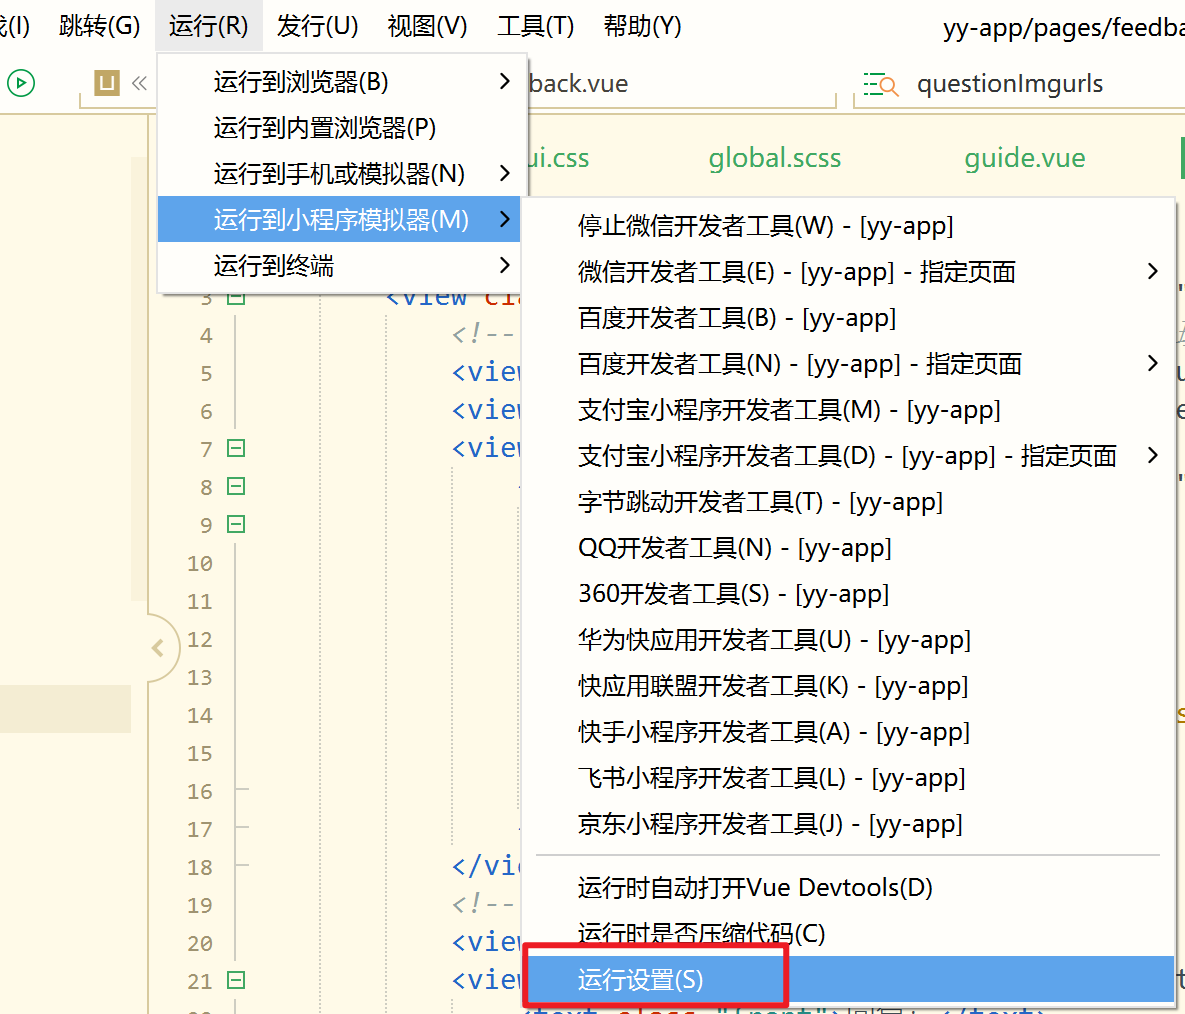 找(I) 跳转(G) 运行(R) 发行(U) 视图(V) 工具(T) 帮助(Y) yy-app/pages/feedba
U << back.vue questionImgurls
运行到浏览器(B)
运行到内置浏览器(P)
运行到手机或模拟器(N)
运行到小程序模拟器(M)
运行到终端
ui.css global.scss guide.vue
停止微信开发者工具(W) - [yy-app]
微信开发者工具(E) - [yy-app] - 指定页面
百度开发者工具(B) - [yy-app]
百度开发者工具(N) - [yy-app] - 指定页面
支付宝小程序开发者工具(M) - [yy-app]
支付宝小程序开发者工具(D) - [yy-app] - 指定页面
字节跳动开发者工具(T) - [yy-app]
QQ开发者工具(N) - [yy-app]
360开发者工具(S) - [yy-app]
华为快应用开发者工具(U) - [yy-app]
快应用联盟开发者工具(K) - [yy-app]
快手小程序开发者工具(A) - [yy-app]
飞书小程序开发者工具(L) - [yy-app]
京东小程序开发者工具(J) - [yy-app]
运行时自动打开Vue Devtools(D)
运行时是否压缩代码(C)
运行设置(S)
3 <view cla
4 <!--
5 <view
6 <view
7 <view
8
9
10
11
12
13
14
15
16
17
18 </vie
19 <!--
20 <view
21 <view